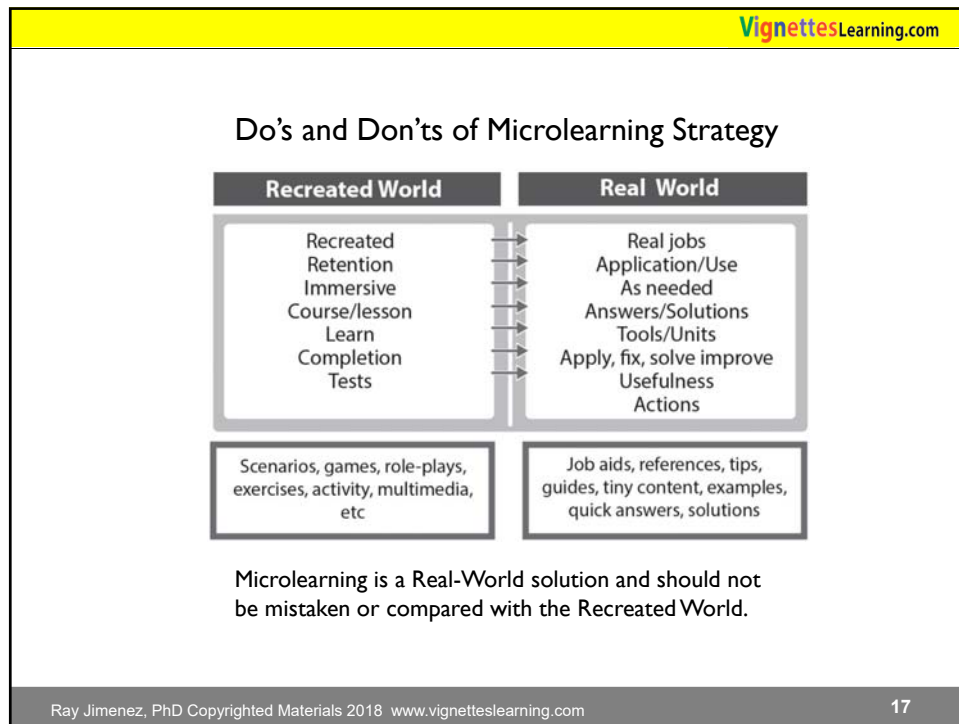 VignettesLearning.com
Do's and Don'ts of Microlearning Strategy
Recreated World
Recreated
Retention
Immersive
Course/lesson
Learn
Completion
Tests
Scenarios, games, role-plays,
exercises, activity, multimedia,
etc
Real World
Real jobs
Application/Use
As needed
Answers/Solutions
Tools/Units
Apply, fix, solve improve
Usefulness
Actions
Job aids, references, tips,
guides, tiny content, examples,
quick answers, solutions
Microlearning is a Real-World solution and should not
be mistaken or compared with the Recreated World.
Ray Jimenez, PhD Copyrighted Materials 2018 www.vignetteslearning.com
17